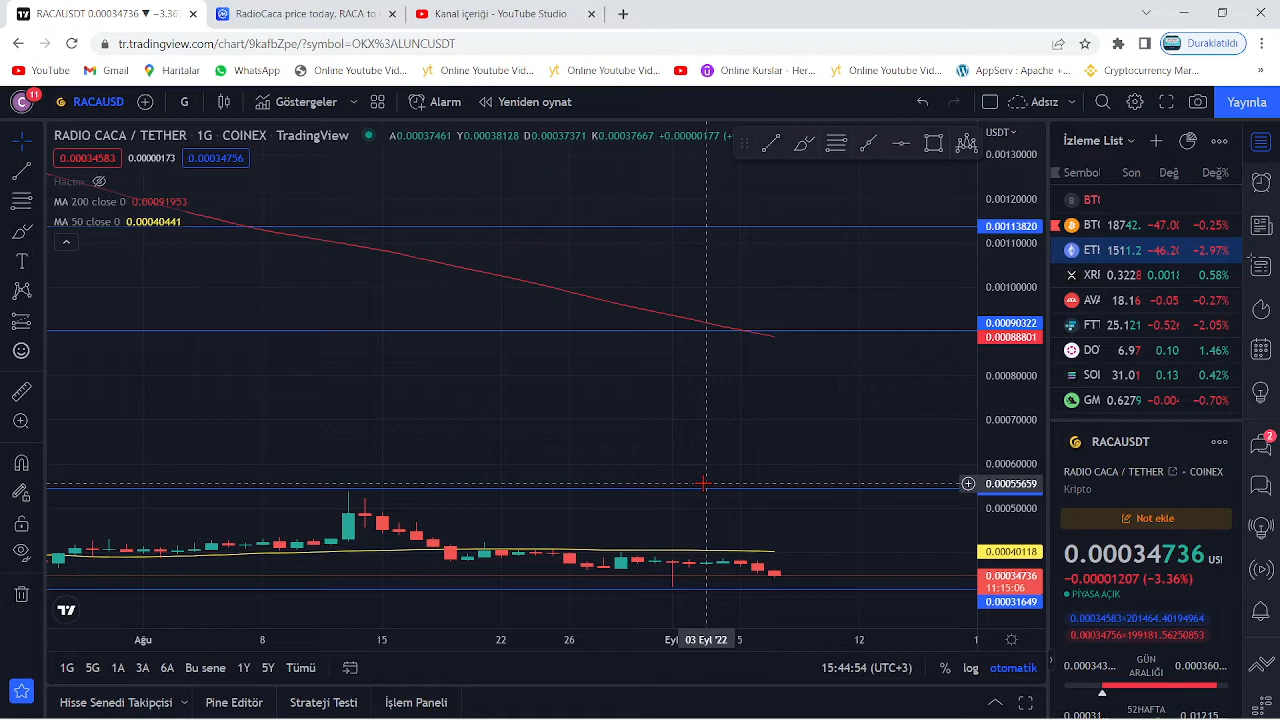 RACAUSDT 0.00034736 ▼ −3.36%
RadioCaca price today, RACA to
Kanal içeriği - YouTube Studio
tr.tradingview.com/chart/9kafbZpe/?symbol=OKX%3ALUNCUSDT
Duraklatıldı
YouTube
Gmail
Haritalar
WhatsApp
Online Youtube Vid...
Online Youtube Vid...
Online Youtube Vid...
Online Kurslar - Her...
Online Youtube Vid...
AppServ: Apache +...
Cryptocurrency Mar...
»
C 11
RACAUSD
G
Göstergeler
Alarm
Yeniden oynat
Adsız
Yayınla
RADIO CACA / TETHER · 1G · COINEX · TradingView
A0.00037461 Y0.00038128 D0.00037371 K0.00037667 +0.00000177
0.00034583 0.00000173 0.00034756
Hacim
MA 200 close 0 0.00091953
MA 50 close 0 0.00040441
USDT
0.00130000
0.00120000
0.00113820
0.00110000
0.00100000
0.00090322
0.00088801
0.00080000
0.00070000
0.00060000
0.00055659
0.00050000
0.00040118
0.00034736
11:15:06
0.00031649
Ağu 8 15 22 26 Eyl 03 Eyl '22 5 12 1
1G 5G 1A 3A 6A Bu sene 1Y 5Y Tümü
15:44:54 (UTC+3) % log otomatik
Hisse Senedi Takipçisi Pine Editör Strateji Testi İşlem Paneli
İzleme List
Sembol Son Değ Değ%
BTC
BTC 18742. −47.00 −0.25%
ETH 1511.2 −46.20 −2.97%
XRI 0.3228 0.0018 0.58%
AVA 18.16 −0.05 −0.27%
FTT 25.121 −0.526 −2.05%
DO 6.97 0.10 1.46%
SOI 31.01 0.13 0.42%
GM 0.6279 −0.004 −0.70%
RACAUSDT
RADIO CACA / TETHER · COINEX
Kripto
Not ekle
0.00034736 USI
−0.00001207 (−3.36%)
PİYASA AÇIK
0.00034583×201464.40194964
0.00034756×199181.56250853
0.000343... GÜN ARALIĞI 0.000360...
52HAFTA
0.00031... 0.01215...
2